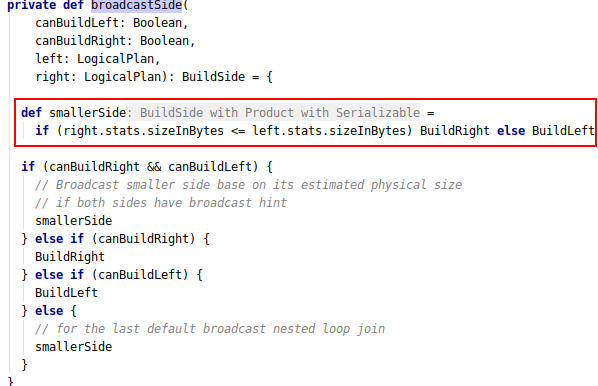 private def broadcastSide(
canBuildLeft: Boolean,
canBuildRight: Boolean,
left: LogicalPlan,
right: LogicalPlan): BuildSide = {
def smallerSide: BuildSide with Product with Serializable =
if (right.stats.sizeInBytes <= left.stats.sizeInBytes) BuildRight else BuildLeft
if (canBuildRight && canBuildLeft) {
// Broadcast smaller side base on its estimated physical size
// if both sides have broadcast hint
smallerSide
} else if (canBuildRight) {
BuildRight
} else if (canBuildLeft) {
BuildLeft
} else {
// for the last default broadcast nested loop join
smallerSide
}
}